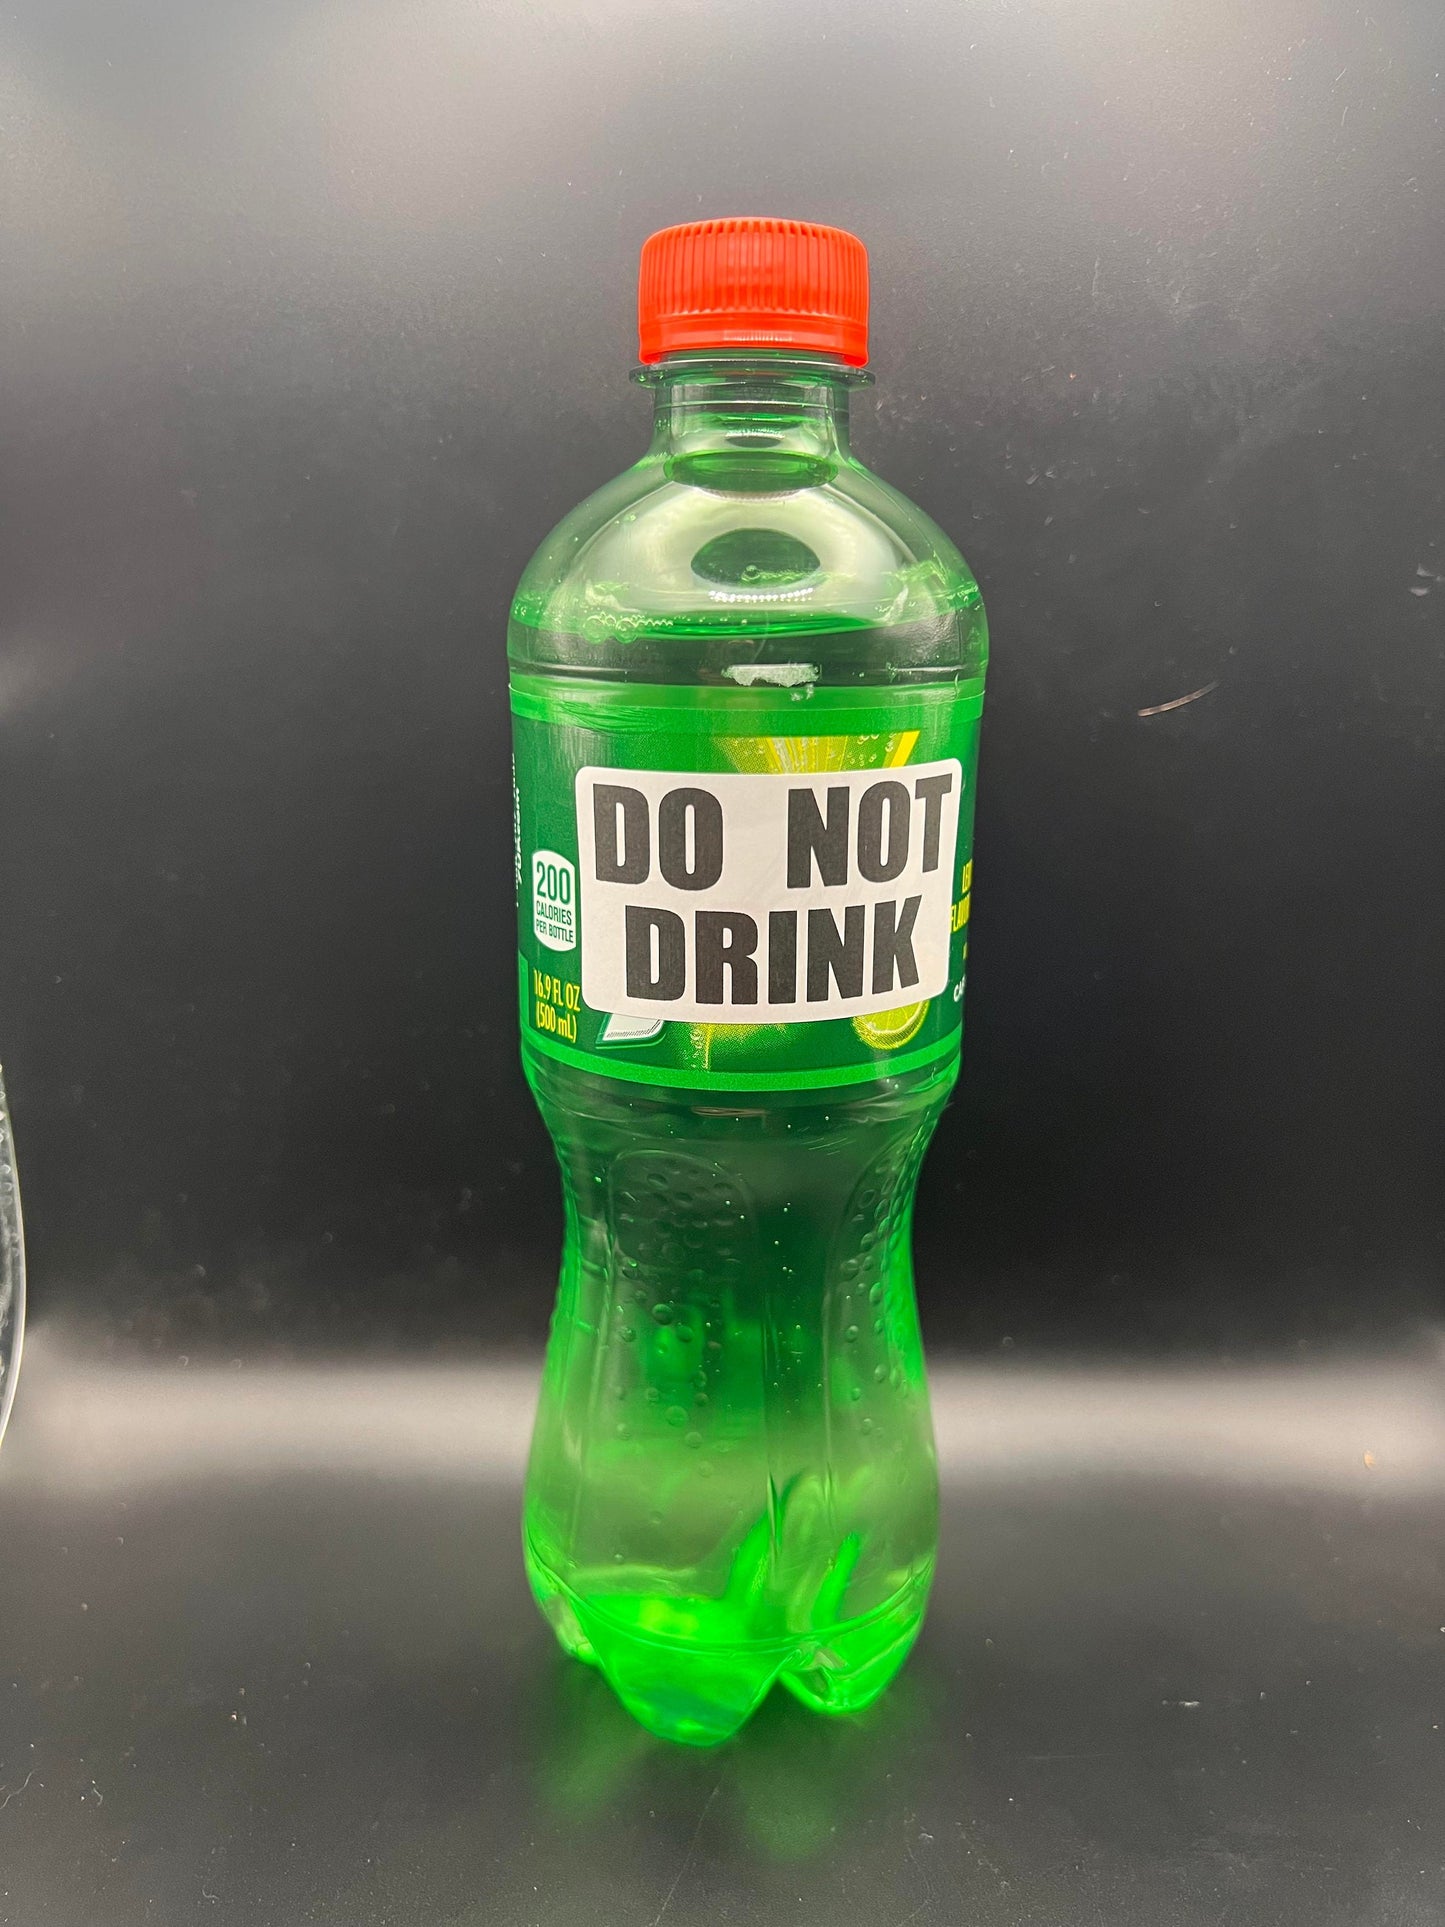 DO NOT
DRINK
200
CALORIES
PER BOTTLE
16.9 FL OZ
(500 mL)